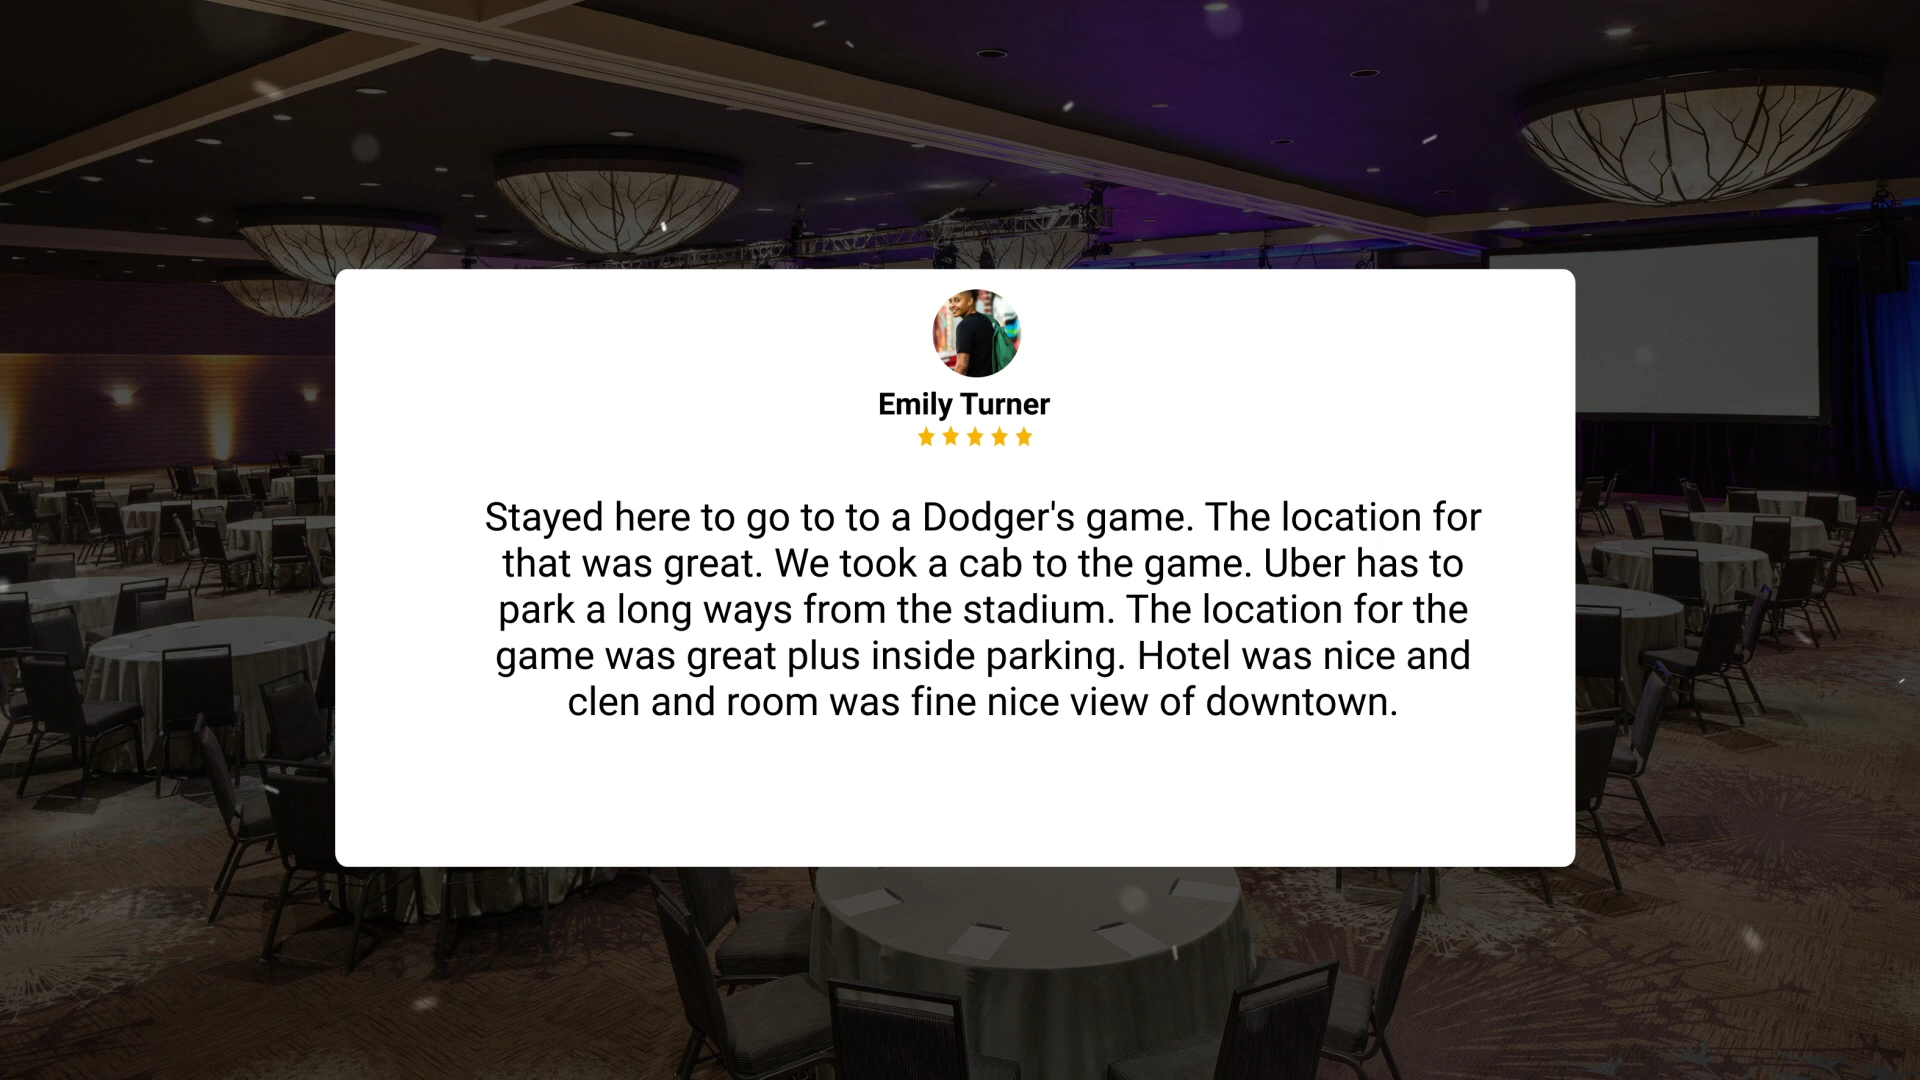 Emily Turner
Stayed here to go to to a Dodger's game. The location for
that was great. We took a cab to the game. Uber has to
park a long ways from the stadium. The location for the
game was great plus inside parking. Hotel was nice and
clen and room was fine nice view of downtown.